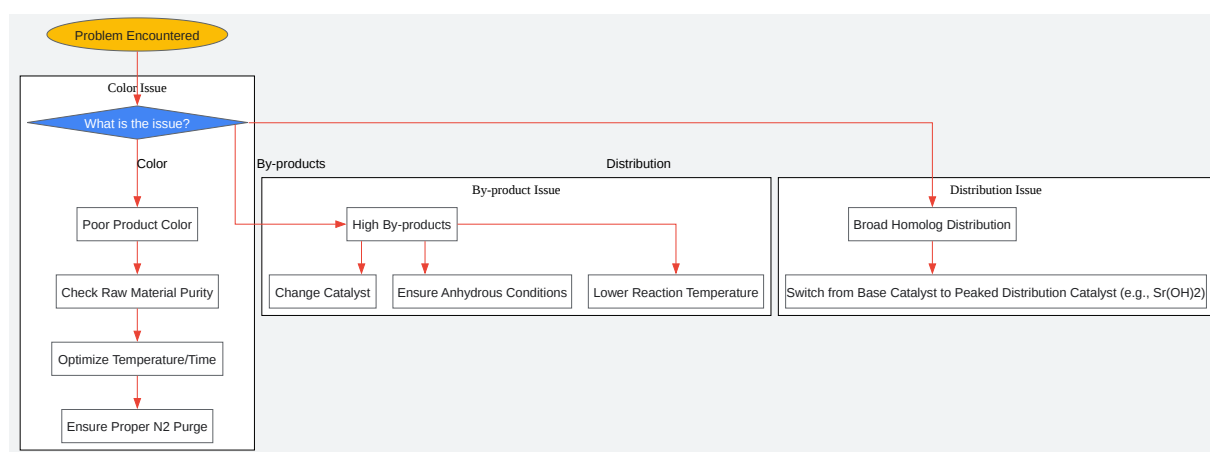 Problem Encountered
Color Issue
What is the issue?
Color
By-products
Distribution
By-product Issue
Distribution Issue
Poor Product Color
High By-products
Broad Homolog Distribution
Check Raw Material Purity
Change Catalyst
Ensure Anhydrous Conditions
Lower Reaction Temperature
Switch from Base Catalyst to Peaked Distribution Catalyst (e.g., Sr(OH)2)
Optimize Temperature/Time
Ensure Proper N2 Purge